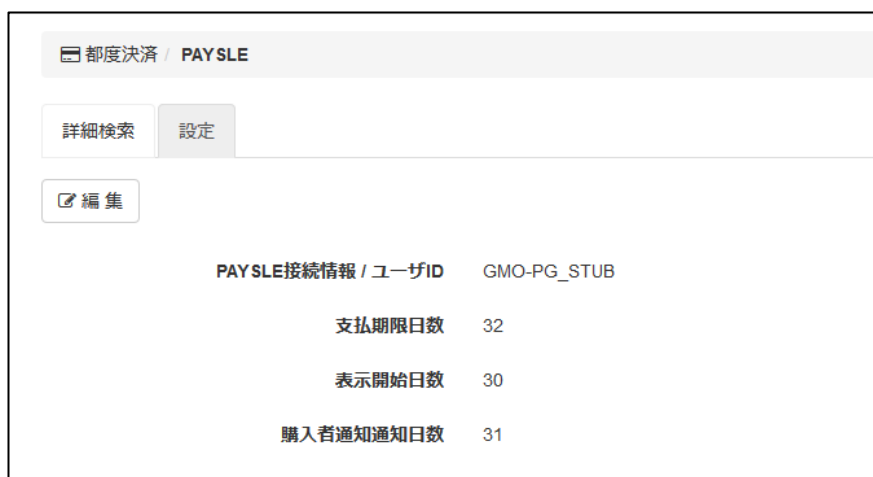 都度決済 / PAYSLE
詳細検索 設定
編 集
PAYSLE接続情報 / ユーザID GMO-PG_STUB
支払期限日数 32
表示開始日数 30
購入者通知通知日数 31